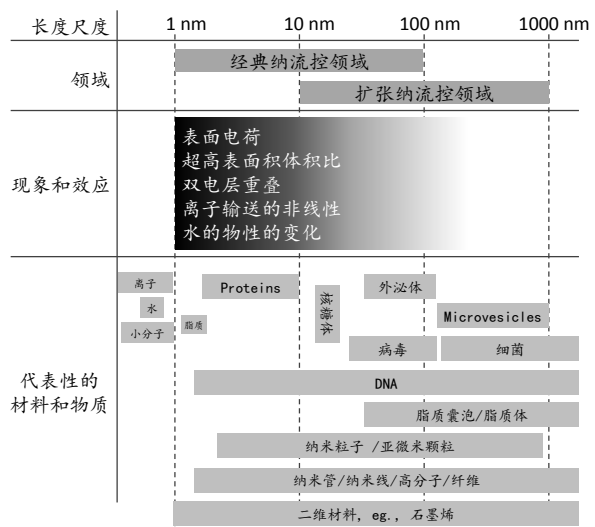 长度尺度 1 nm 10 nm 100 nm 1000 nm
领域
经典纳流控领域
扩张纳流控领域
现象和效应
表面电荷
超高表面积体积比
双电层重叠
离子输送的非线性
水的物性的变化
代表性的
材料和物质
离子
水
小分子
脂质
Proteins
核糖体
外泌体
Microvesicles
病毒
细菌
DNA
脂质囊泡/脂质体
纳米粒子 /亚微米颗粒
纳米管/纳米线/高分子/纤维
二维材料, eg., 石墨烯